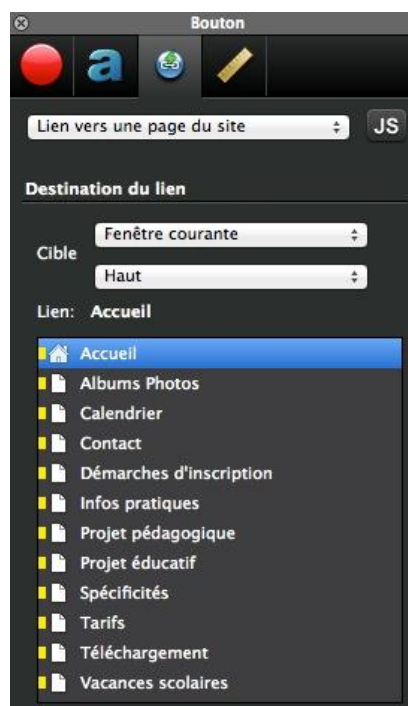 Bouton
a
Lien vers une page du site
JS
Destination du lien
Fenêtre courante
Cible
Haut
Lien: Accueil
Accueil
Albums Photos
Calendrier
Contact
Démarches d'inscription
Infos pratiques
Projet pédagogique
Projet éducatif
Spécificités
Tarifs
Téléchargement
Vacances scolaires